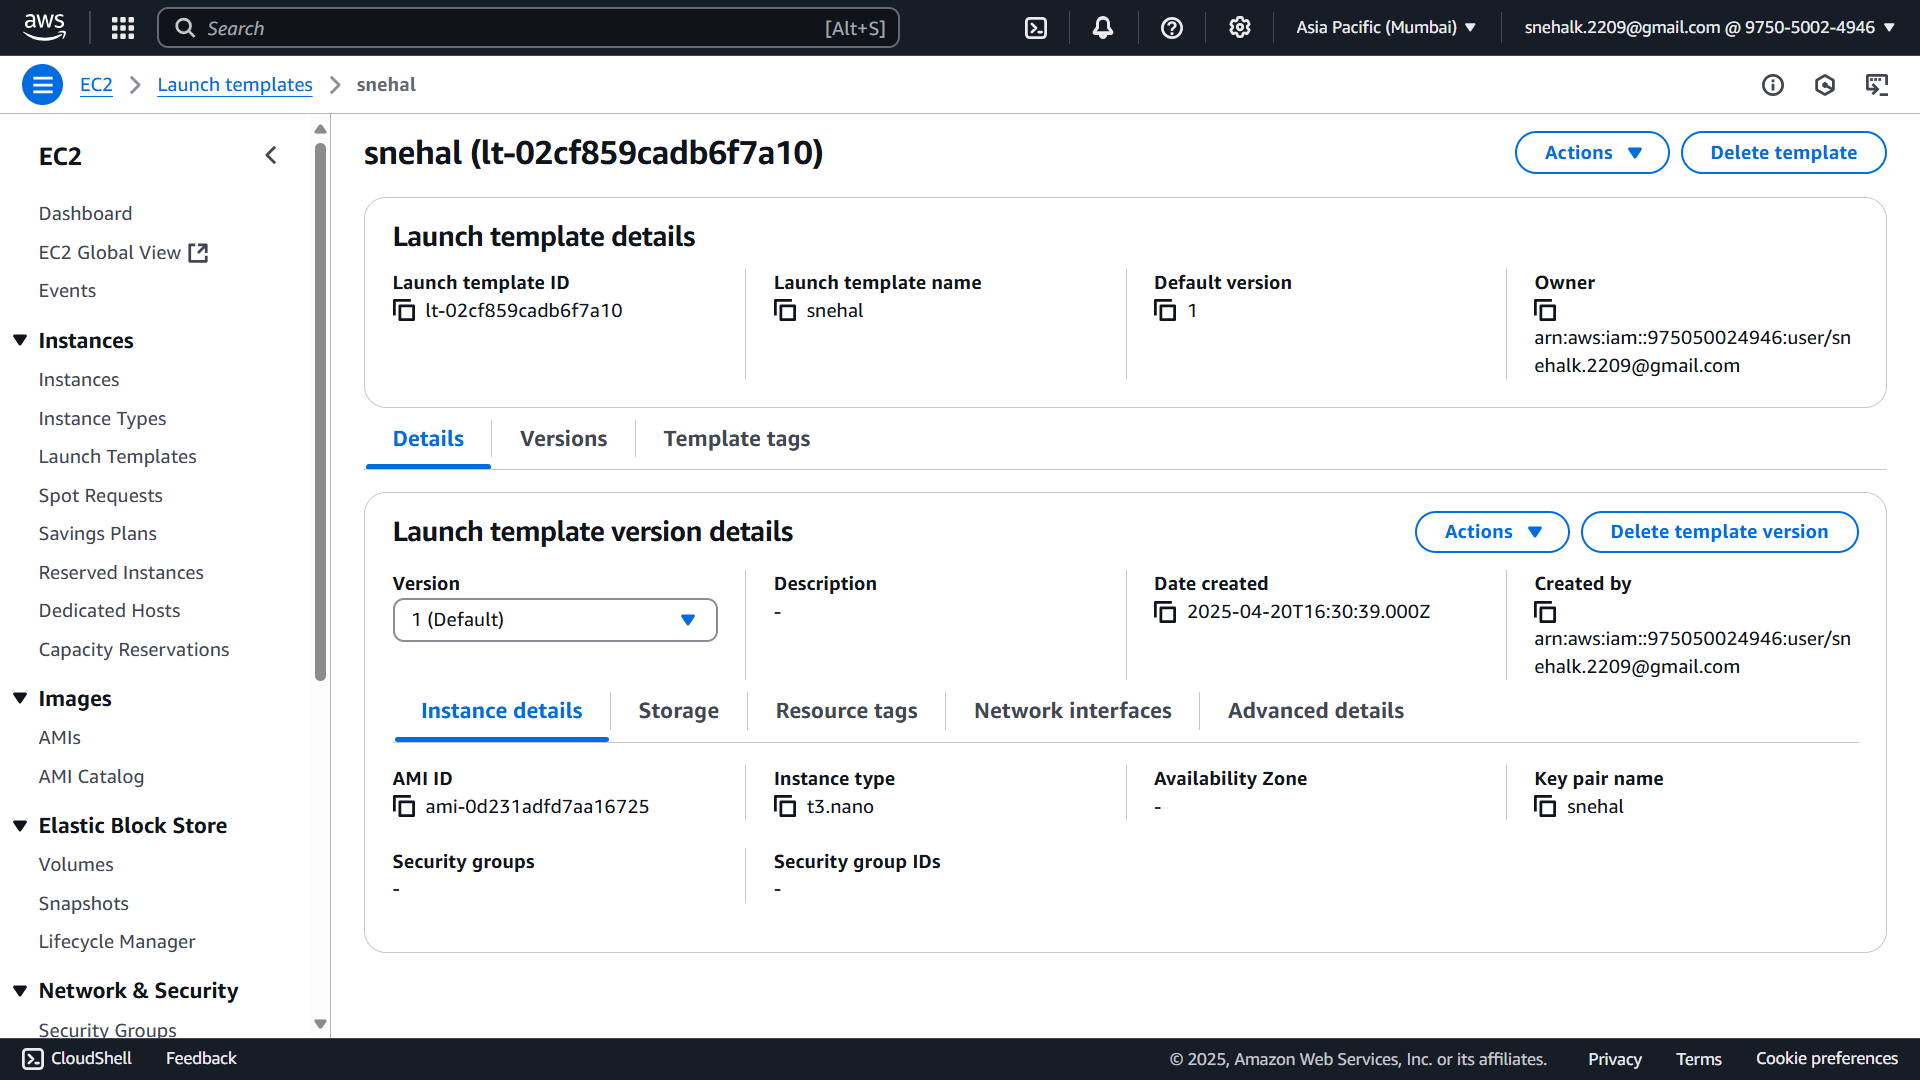 aws
Search [Alt+S]
Asia Pacific (Mumbai)
snehalk.2209@gmail.com @ 9750-5002-4946
EC2
Launch templates
snehal
EC2
Dashboard
EC2 Global View
Events
Instances
Instances
Instance Types
Launch Templates
Spot Requests
Savings Plans
Reserved Instances
Dedicated Hosts
Capacity Reservations
Images
AMIs
AMI Catalog
Elastic Block Store
Volumes
Snapshots
Lifecycle Manager
Network & Security
Security Groups
snehal (lt-02cf859cadb6f7a10)
Actions
Delete template
Launch template details
Launch template ID
lt-02cf859cadb6f7a10
Launch template name
snehal
Default version
1
Owner
arn:aws:iam::975050024946:user/sn
ehalk.2209@gmail.com
Details
Versions
Template tags
Launch template version details
Actions
Delete template version
Version
1 (Default)
Description
-
Date created
2025-04-20T16:30:39.000Z
Created by
arn:aws:iam::975050024946:user/sn
ehalk.2209@gmail.com
Instance details
Storage
Resource tags
Network interfaces
Advanced details
AMI ID
ami-0d231adfd7aa16725
Instance type
t3.nano
Availability Zone
-
Key pair name
snehal
Security groups
-
Security group IDs
-
CloudShell
Feedback
© 2025, Amazon Web Services, Inc. or its affiliates.
Privacy
Terms
Cookie preferences